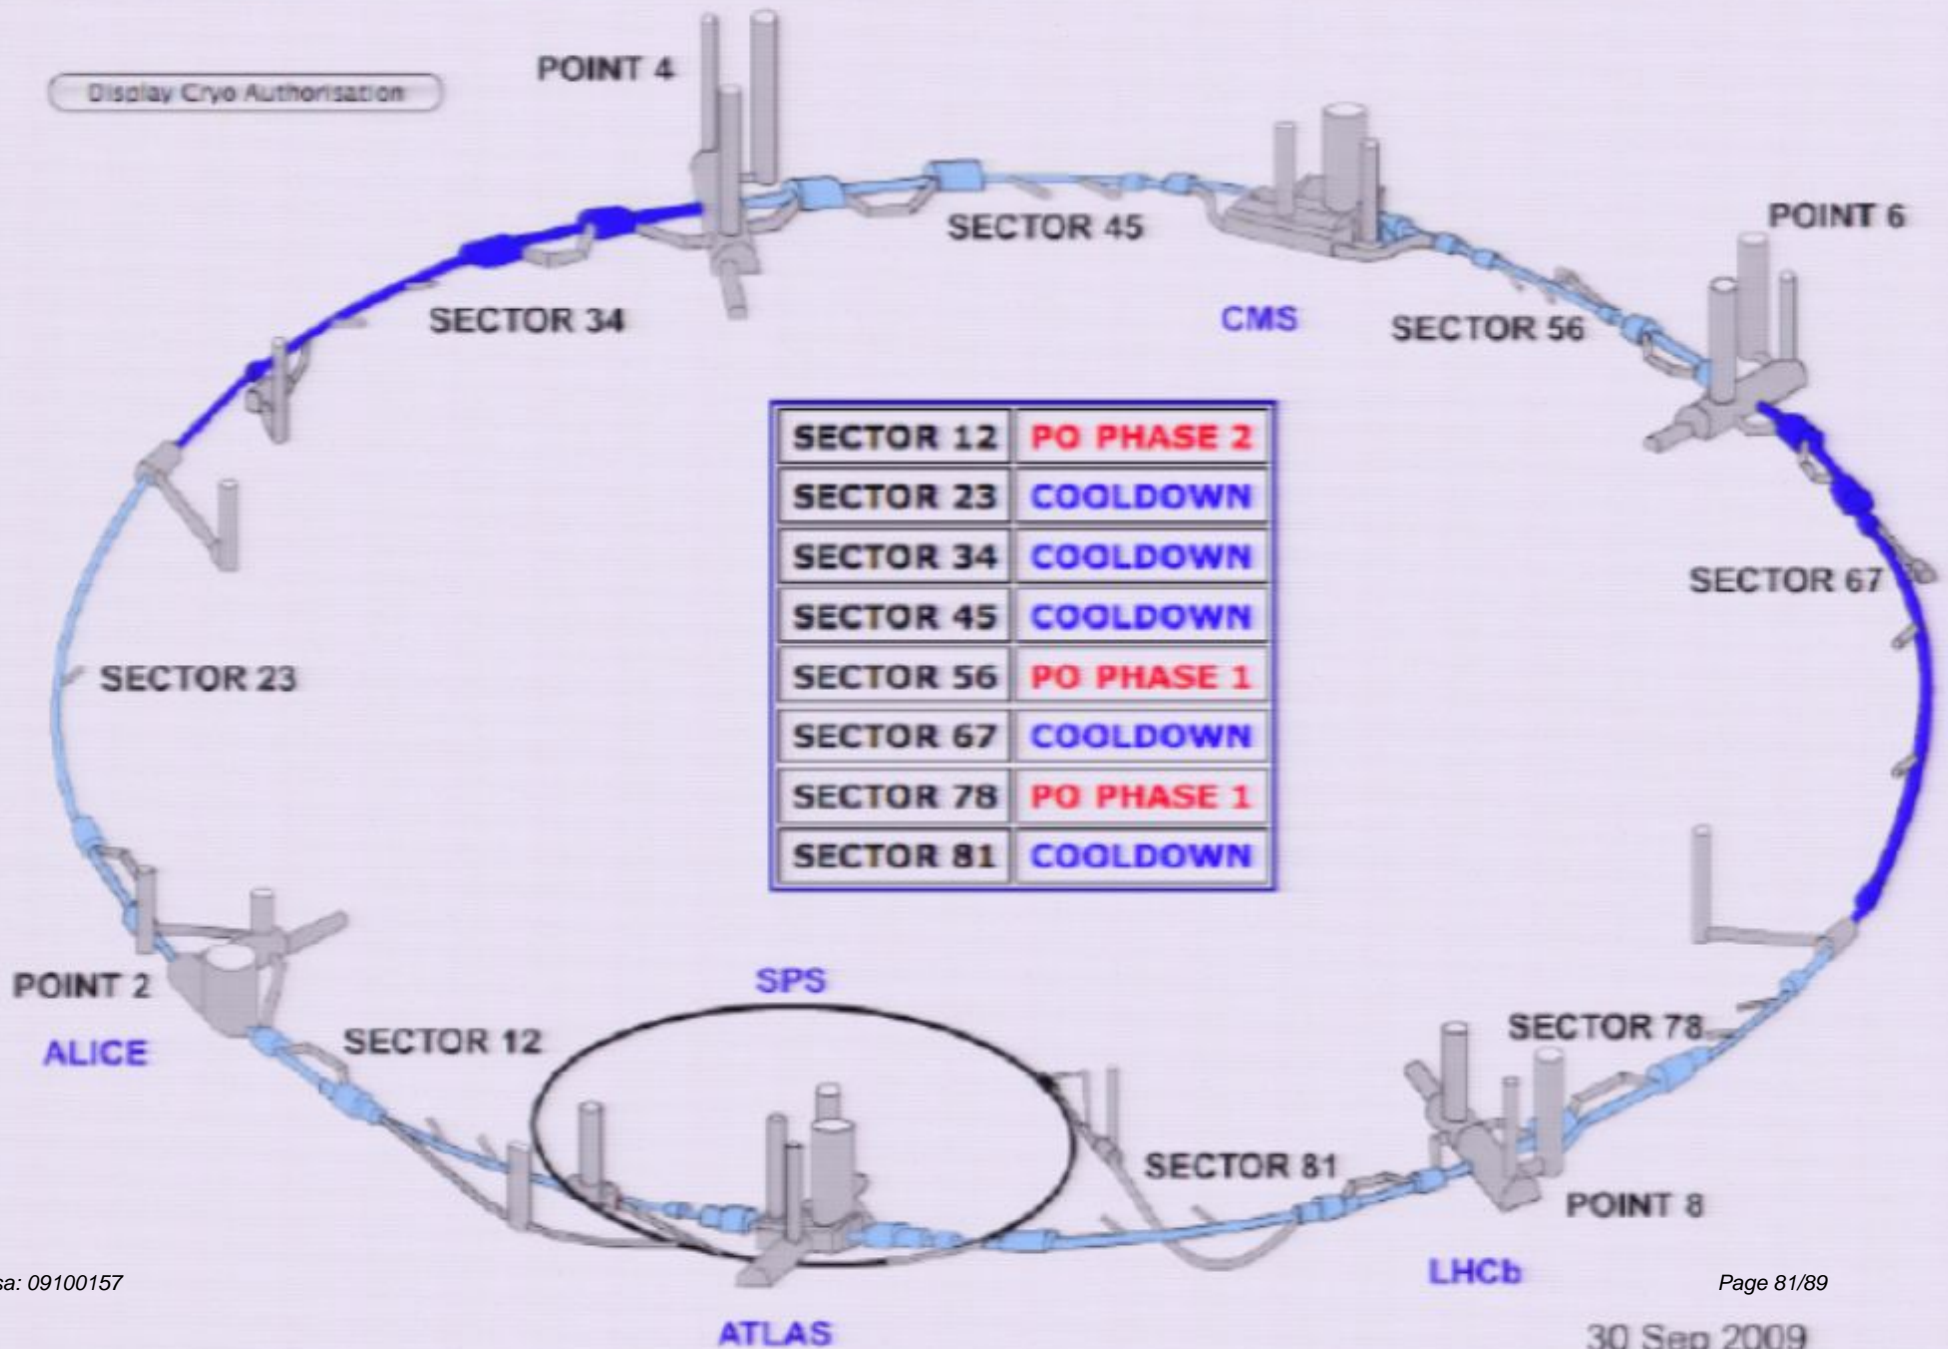 POINT 4
Display Cryo Authorisation
POINT 6
SECTOR 45
SECTOR 34
CMS
SECTOR 56
SECTOR 12 PO PHASE 2
SECTOR 23 COOLDOWN
SECTOR 34 COOLDOWN
SECTOR 45 COOLDOWN
SECTOR 56 PO PHASE 1
SECTOR 67 COOLDOWN
SECTOR 78 PO PHASE 1
SECTOR 81 COOLDOWN
SECTOR 67
SECTOR 23
SPS
POINT 2
ALICE
SECTOR 12
SECTOR 78
SECTOR 81
POINT 8
LHCb
sa: 09100157
Page 81/89
ATLAS
30 Sep 2009